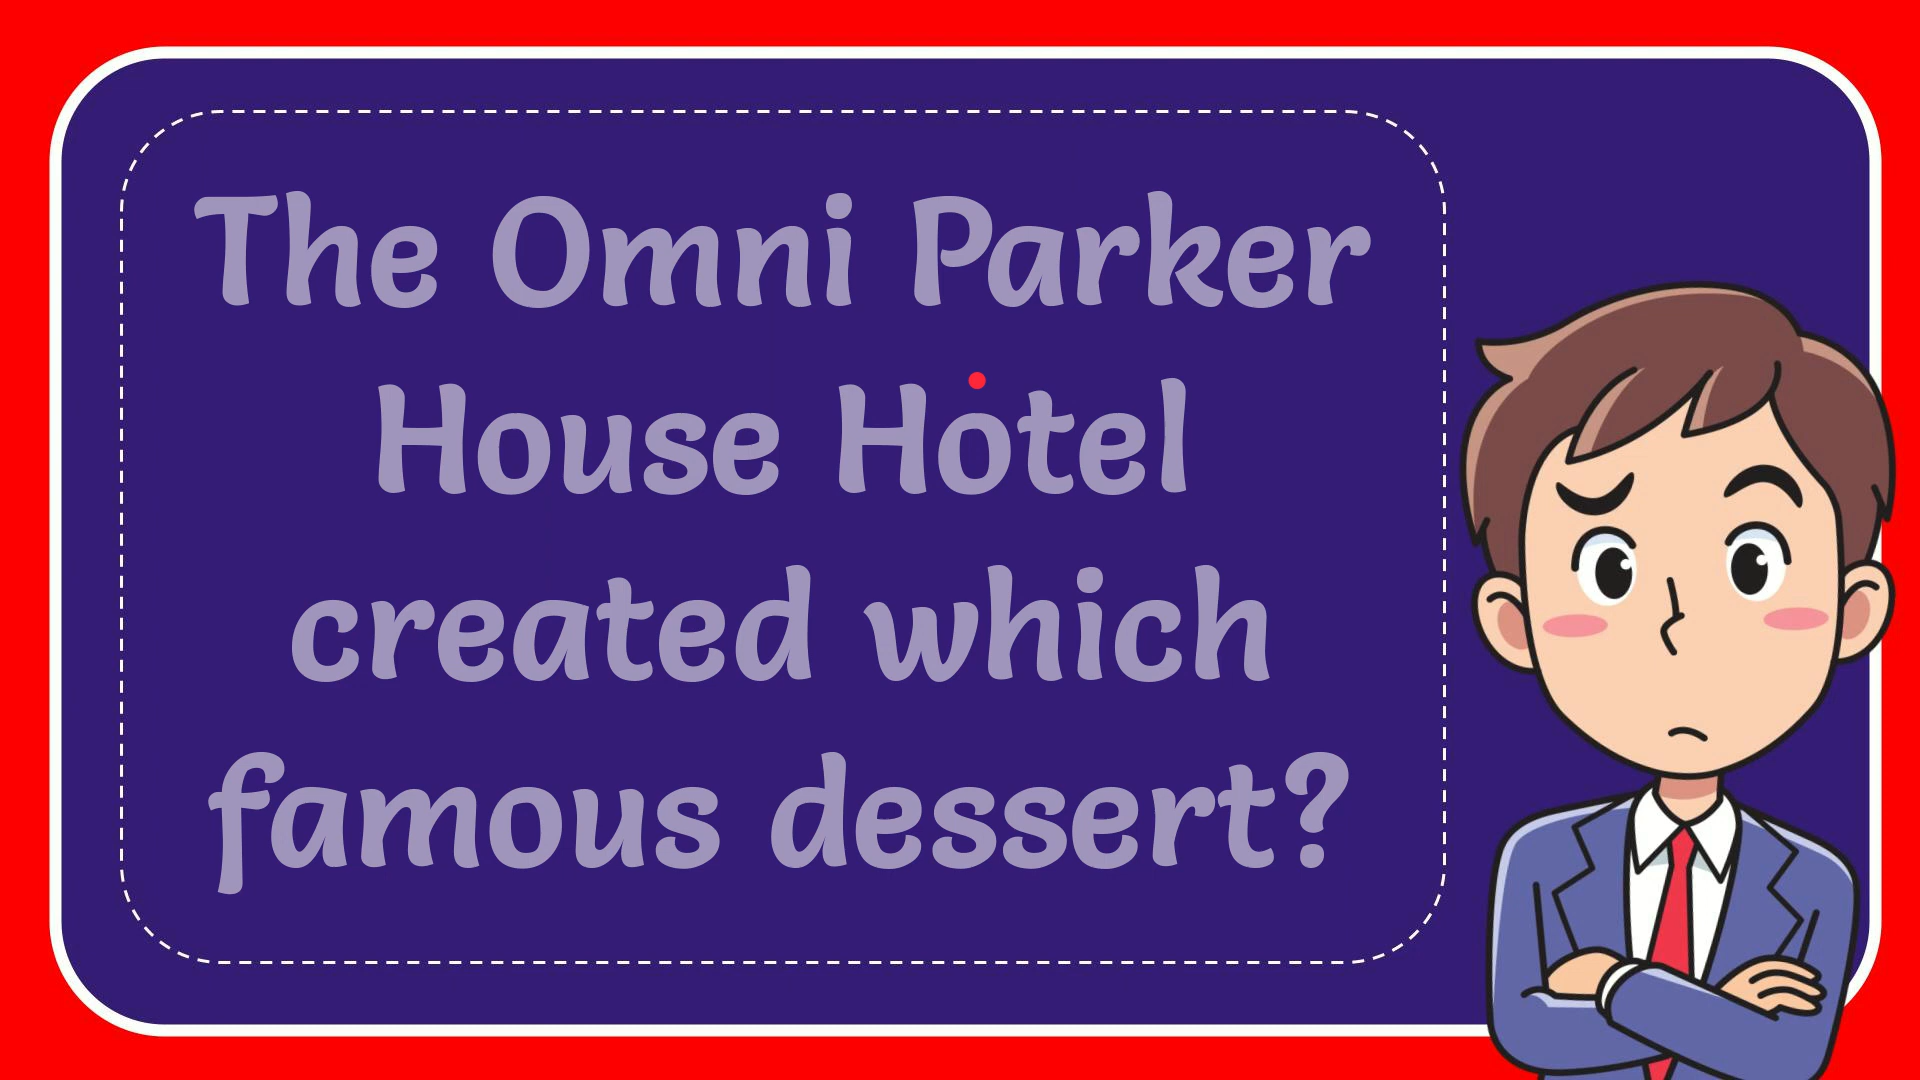 The Omni Parker
House Hotel
created which
famous dessert?